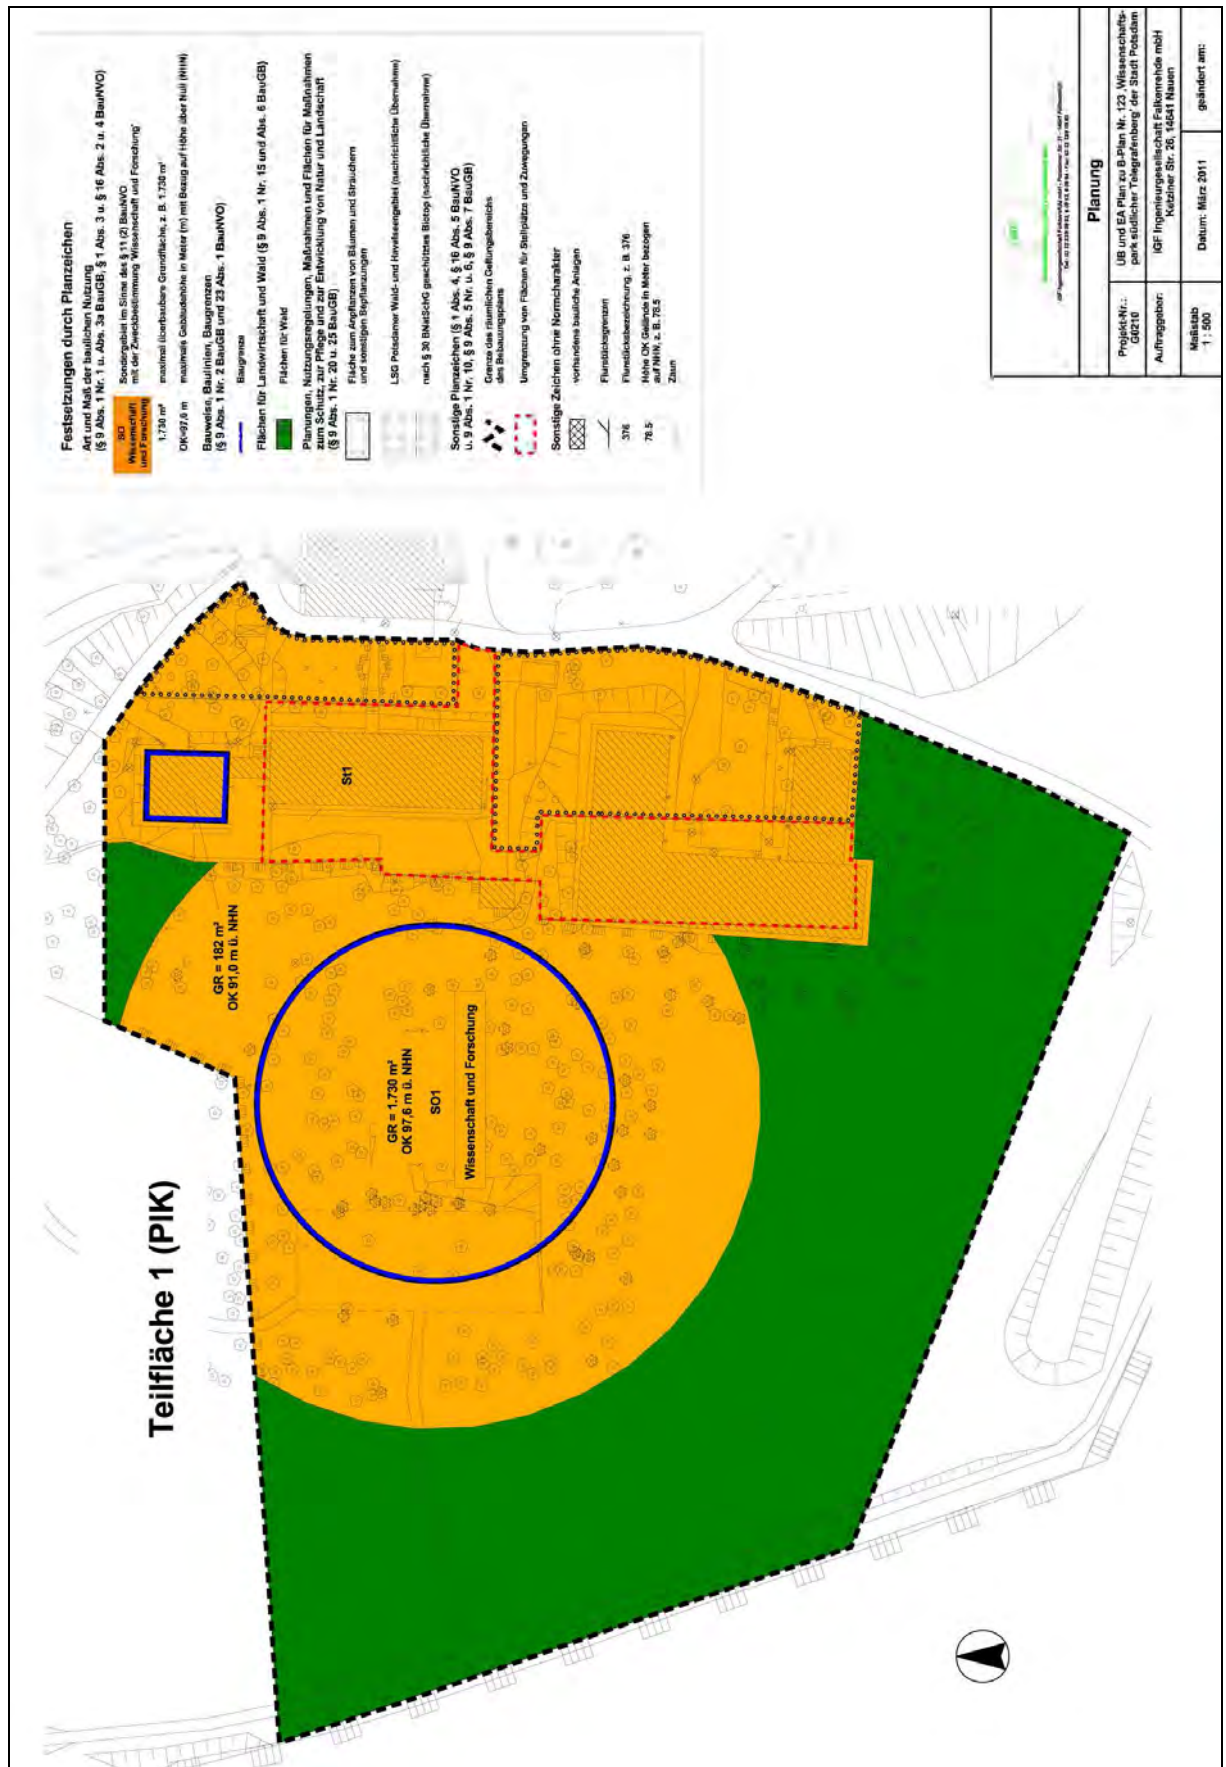 Festsetzungen durch Planzeichen
Art und Maß der baulichen Nutzung
(§ 9 Abs. 1 Nr. 1 u. Abs. 3a BauGB, § 1 Abs. 3 u. § 16 Abs. 2 u. 4 BauNVO)
SO
Wissenschaft
und Forschung
Sondergebiet im Sinne des § 11 (2) BauNVO
mit der Zweckbestimmung 'Wissenschaft und Forschung'
1.730 m²
maximal überbaubare Grundfläche, z. B. 1.730 m²
OK=97,6 m
maximale Gebäudehöhe in Meter (m) mit Bezug auf Höhe über Null (NHN)
Bauweise, Baulinien, Baugrenzen
(§ 9 Abs. 1 Nr. 2 BauGB und 23 Abs. 1 BauNVO)
Baugrenze
Flächen für Landwirtschaft und Wald (§ 9 Abs. 1 Nr. 15 und Abs. 6 BauGB)
Flächen für Wald
Planungen, Nutzungsregelungen, Maßnahmen und Flächen für Maßnahmen
zum Schutz, zur Pflege und zur Entwicklung von Natur und Landschaft
(§ 9 Abs. 1 Nr. 20 u. 25 BauGB)
Fläche zum Anpflanzen von Bäumen und Sträuchern
und sonstigen Bepflanzungen
LSG Potsdamer Wald- und Havelseengebiet (nachrichtliche Übernahme)
nach § 30 BNatSchG geschütztes Biotop (nachrichtliche Übernahme)
Sonstige Planzeichen (§ 1 Abs. 4, § 16 Abs. 5 BauNVO
u. 9 Abs. 1 Nr. 10, § 9 Abs. 5 Nr. u. 6, § 9 Abs. 7 BauGB)
Grenze des räumlichen Geltungsbereichs
des Bebauungsplans
Umgrenzung von Flächen für Stellplätze und Zuwegungen
Sonstige Zeichen ohne Normcharakter
vorhandene bauliche Anlagen
Flurstücksgrenzen
376
Flurstücksbezeichnung, z. B. 376
78.5
Höhe OK Gelände in Meter bezogen
auf NHN, z. B. 78.5
Zaun
Planung
Projekt-Nr.:
G0210
UB und EA Plan zu B-Plan Nr. 123 ‚Wissenschafts-
park südlicher Telegrafenberg' der Stadt Potsdam
Auftraggeber:
IGF Ingenieurgesellschaft Falkenrehde mbH
Ketziner Str. 26, 14641 Nauen
Maßstab
1 : 500
Datum: März 2011
geändert am:
Teilfläche 1 (PIK)
GR = 182 m²
OK 91,0 m ü. NHN
St1
GR = 1.730 m²
OK 97,6 m ü. NHN
SO1
Wissenschaft und Forschung